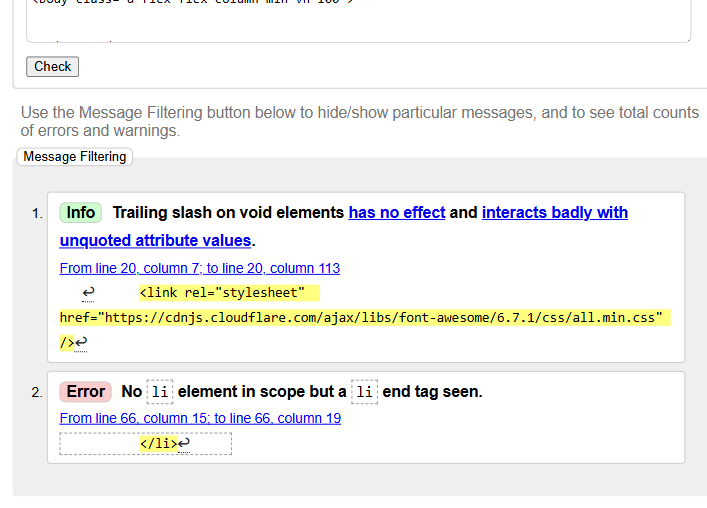 Check
Use the Message Filtering button below to hide/show particular messages, and to see total counts
of errors and warnings.
Message Filtering
1. Info Trailing slash on void elements has no effect and interacts badly with
unquoted attribute values.
From line 20, column 7; to line 20, column 113
↩ <link rel="stylesheet"
href="https://cdnjs.cloudflare.com/ajax/libs/font-awesome/6.7.1/css/all.min.css"
/>↩
2. Error No li element in scope but a li end tag seen.
From line 66, column 15; to line 66, column 19
</li>↩